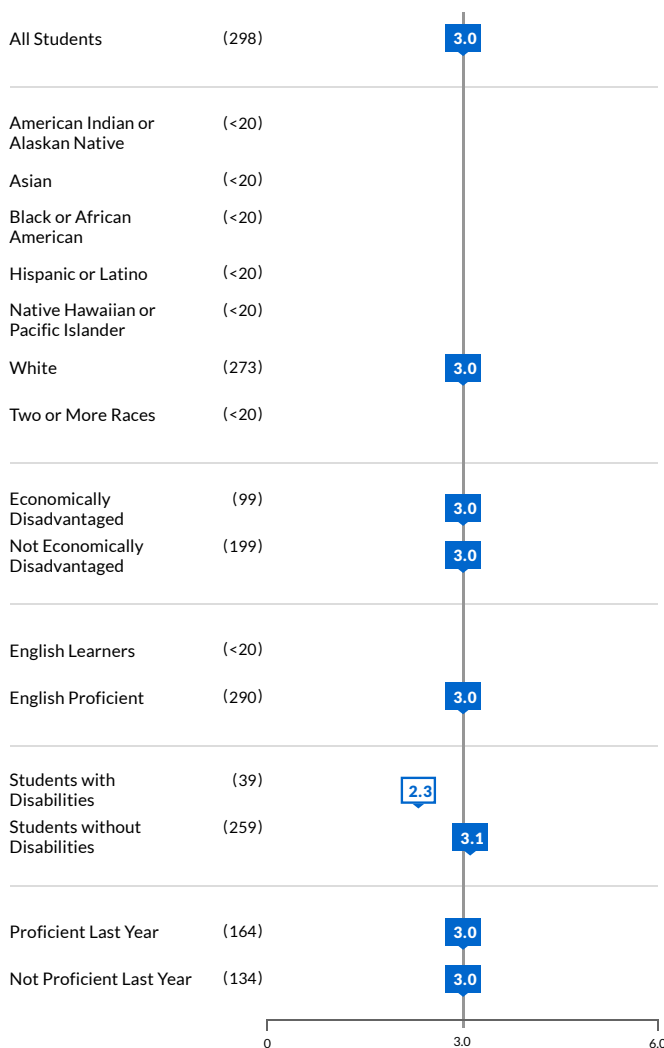 All Students (298) 3.0
American Indian or (<20)
Alaskan Native
Asian (<20)
Black or African (<20)
American
Hispanic or Latino (<20)
Native Hawaiian or (<20)
Pacific Islander
White (273) 3.0
Two or More Races (<20)
Economically (99) 3.0
Disadvantaged
Not Economically (199) 3.0
Disadvantaged
English Learners (<20)
English Proficient (290) 3.0
Students with (39) 2.3
Disabilities
Students without (259) 3.1
Disabilities
Proficient Last Year (164) 3.0
Not Proficient Last Year (134) 3.0
0 3.0 6.0